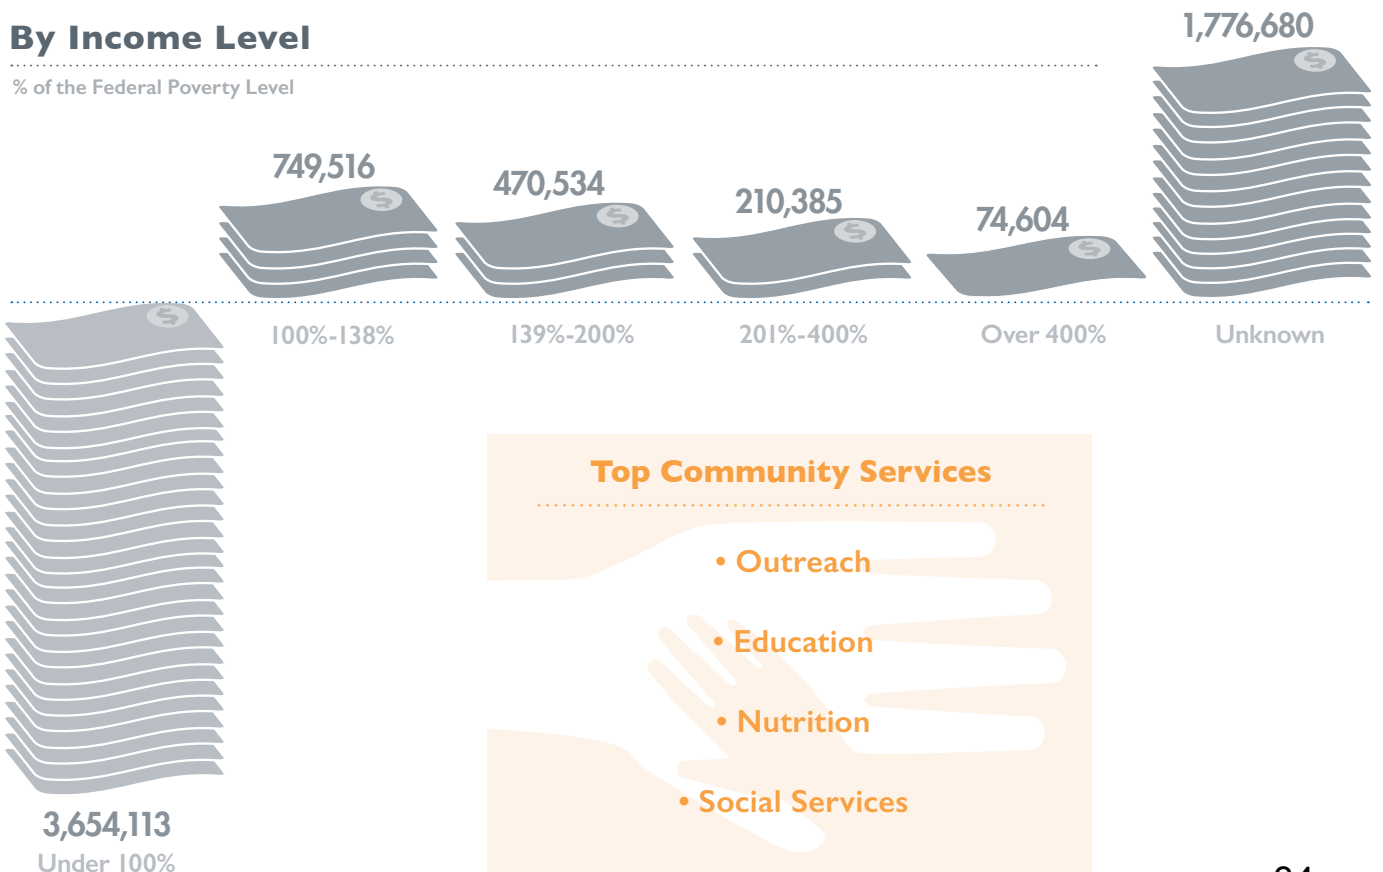 By Income Level
% of the Federal Poverty Level
1,776,680
749,516
470,534
210,385
74,604
100%-138%
139%-200%
201%-400%
Over 400%
Unknown
3,654,113
Under 100%
Top Community Services
• Outreach
• Education
• Nutrition
• Social Services